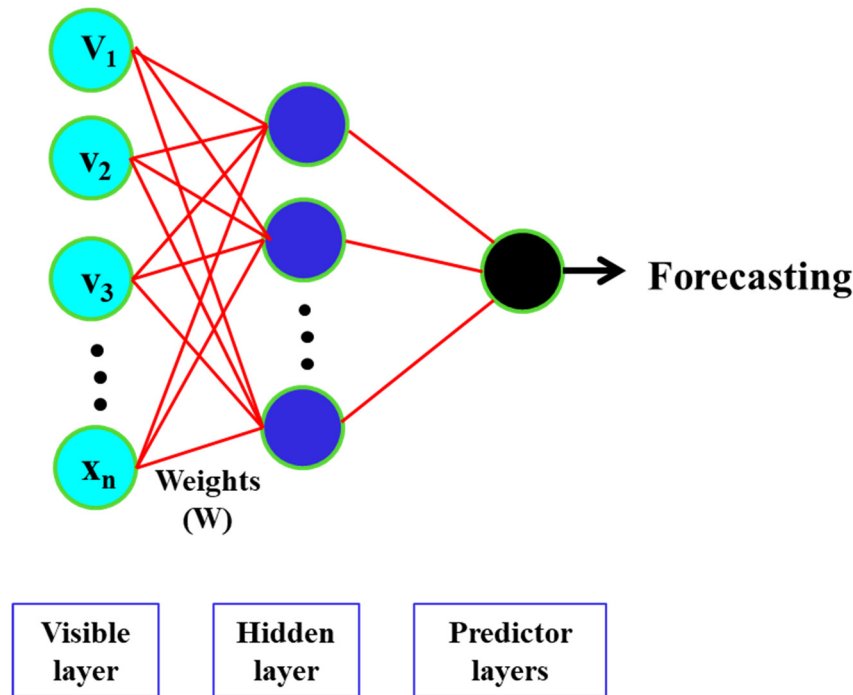 V₁
v₂
v₃
xₙ
Weights
(W)
Forecasting
Visible
layer
Hidden
layer
Predictor
layers